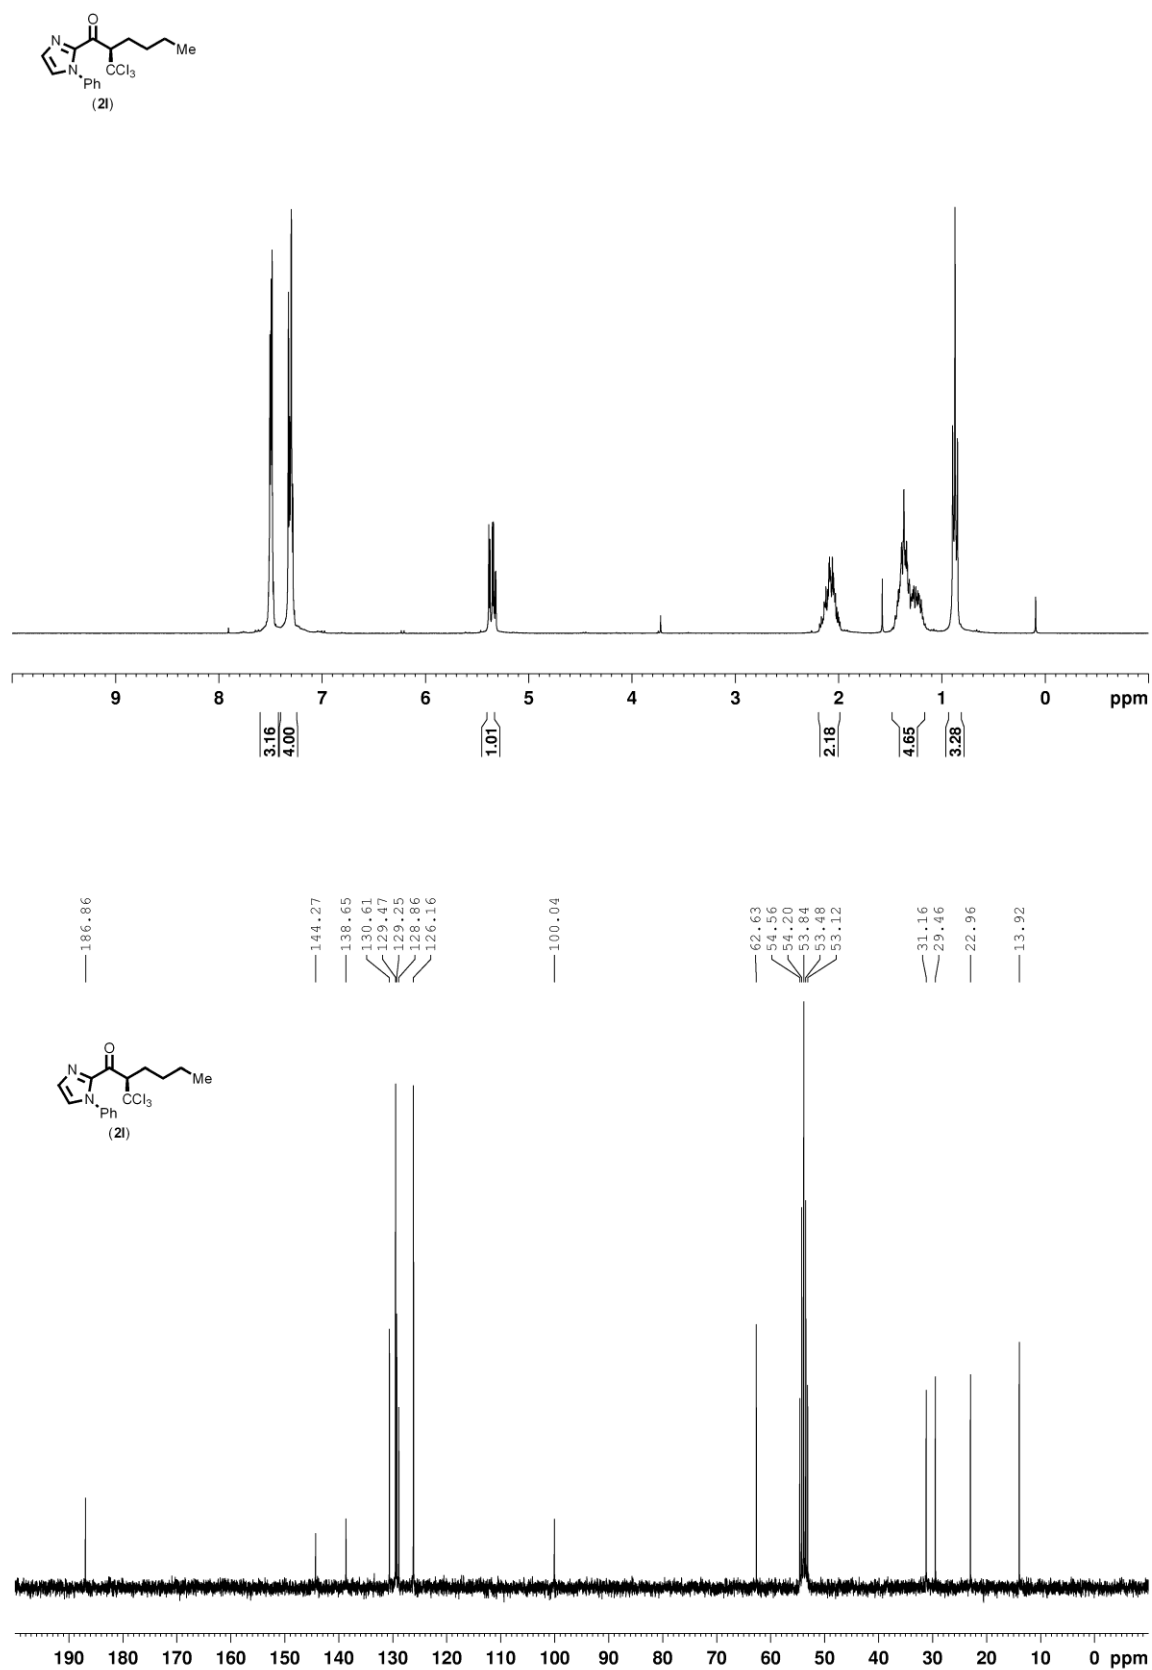 O
N
N
Ph
CCl3
Me
(2l)
9 8 7 6 5 4 3 2 1 0 ppm
3.16 4.00 1.01 2.18 4.65 3.28
186.86
144.27
138.65
130.61
129.47
129.25
128.86
126.16
100.04
62.63
54.56
54.20
53.84
53.48
53.12
31.16
29.46
22.96
13.92
O
N
N
Ph
CCl3
Me
(2l)
190 180 170 160 150 140 130 120 110 100 90 80 70 60 50 40 30 20 10 0 ppm